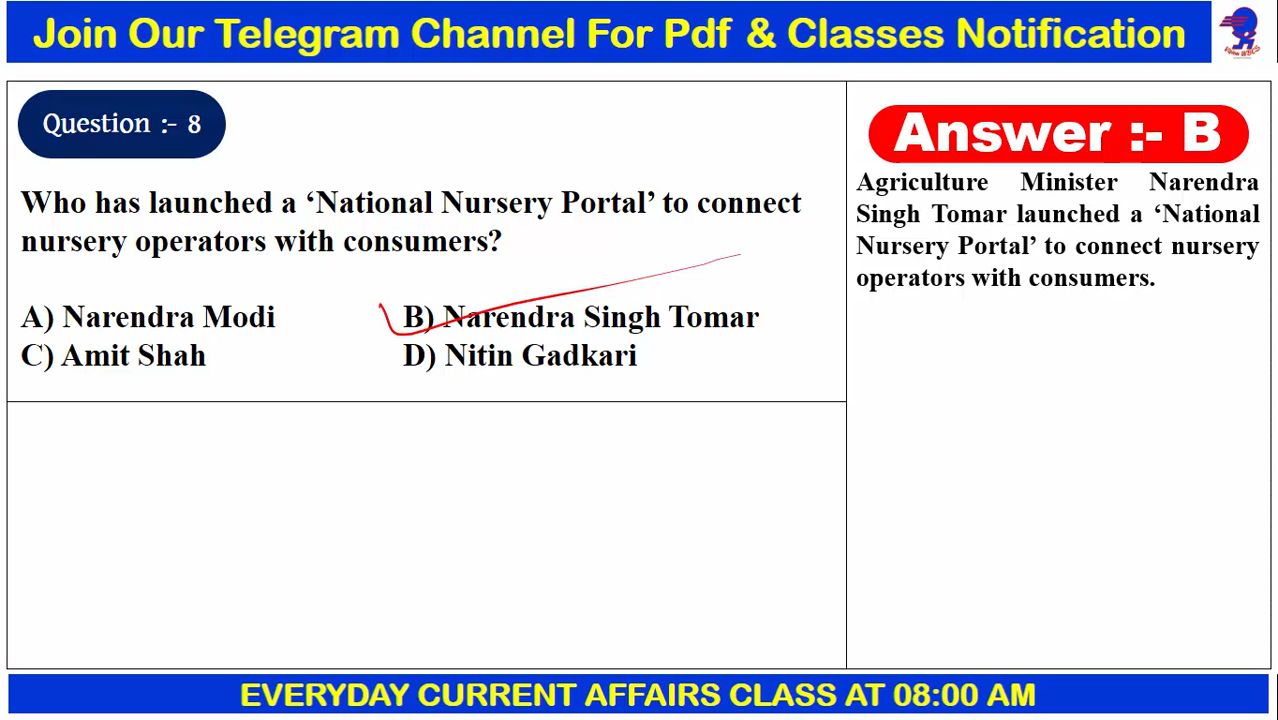 Join Our Telegram Channel For Pdf & Classes Notification
Question :- 8
Who has launched a ‘National Nursery Portal’ to connect
nursery operators with consumers?
A) Narendra Modi
B) Narendra Singh Tomar
C) Amit Shah
D) Nitin Gadkari
Answer :- B
Agriculture Minister Narendra
Singh Tomar launched a ‘National
Nursery Portal’ to connect nursery
operators with consumers.
EVERYDAY CURRENT AFFAIRS CLASS AT 08:00 AM